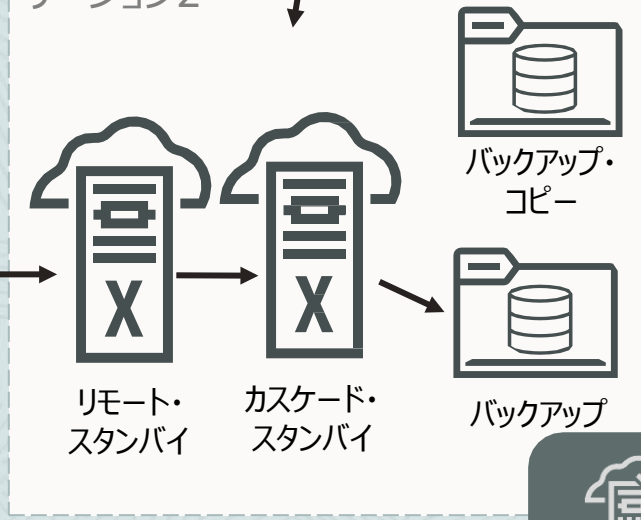 バックアップ・
コピー
リモート・
スタンバイ
カスケード・
スタンバイ
バックアップ
X
X